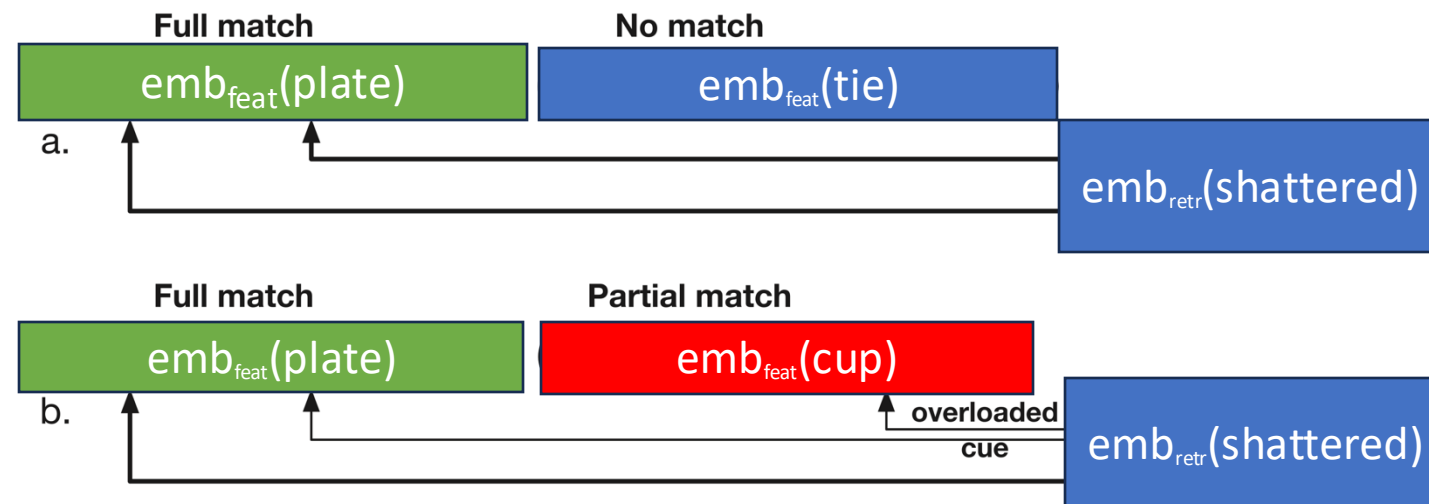 Full match No match
emb_feat(plate) emb_feat(tie)
a.
emb_retr(shattered)
Full match Partial match
emb_feat(plate) emb_feat(cup)
b.
overloaded
cue
emb_retr(shattered)